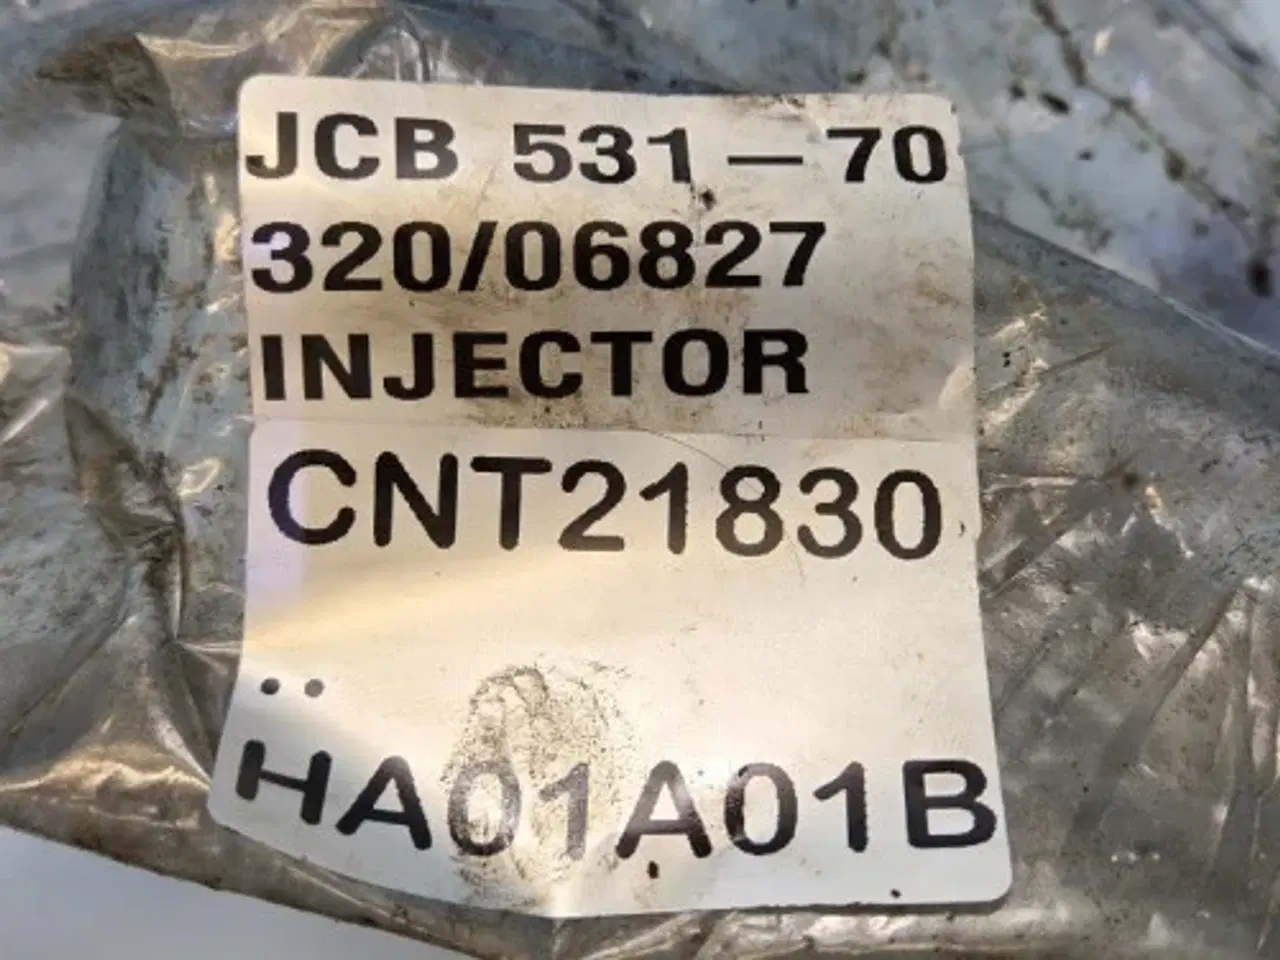 JCB 531-70
320/06827
INJECTOR
CNT21830
..
HA01A01B